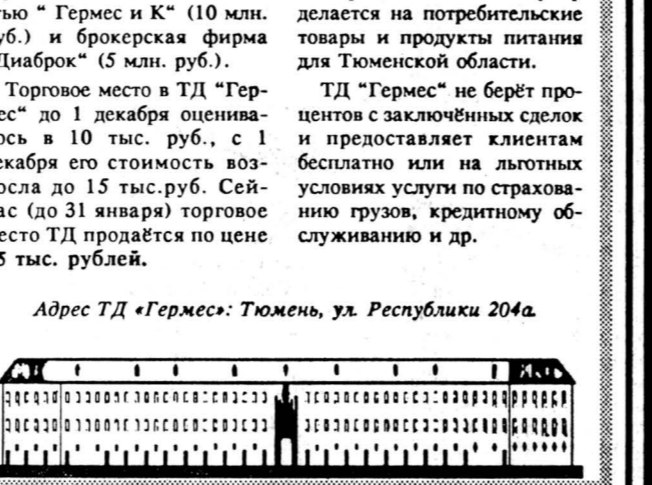 тью “ Гермес и К“ (10 млн.
уб.) и брокерская фирма
Диаброк“ (5 млн. руб.).
Торговое место в ТД “Гер-
ес“ до 1 декабря оценива-
ось в 10 тыс. руб., с 1
екабря его стоимость воз-
осла до 15 тыс.руб. Сей-
ас (до 31 января) торговое
есто ТД продаётся по цене
5 тыс. рублей.
делается на потребительские
товары и продукты питания
для Тюменской области.
ТД “Гермес“ не берёт про-
центов с заключённых сделок
и предоставляет клиентам
бесплатно или на льготных
условиях услуги по страхова-
нию грузов, кредитному об-
служиванию и др.
Адрес ТД «Гермес»: Тюмень, ул. Республики 204а